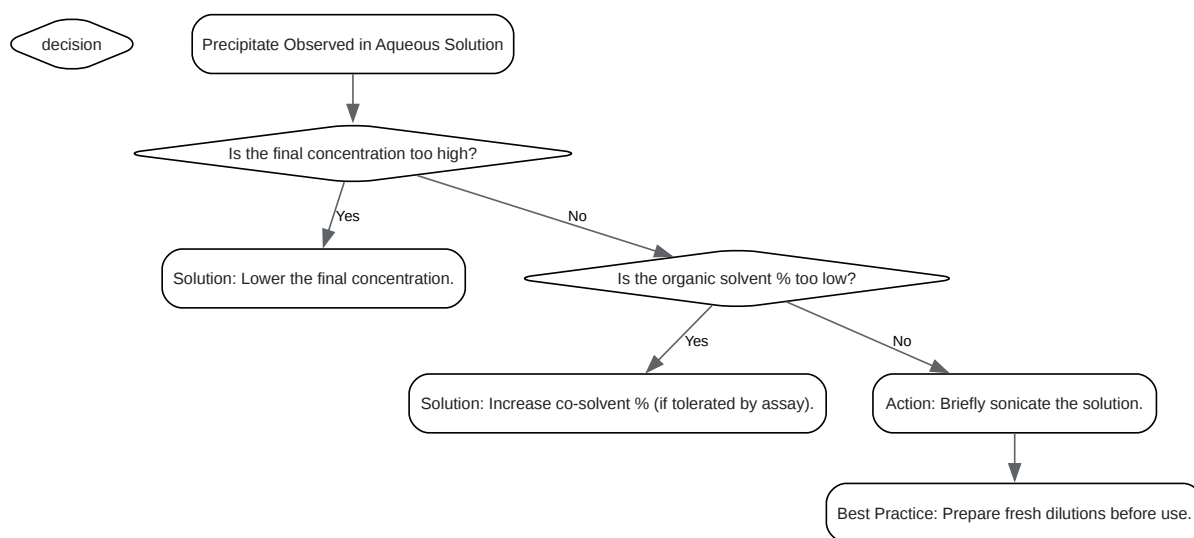 decision
Precipitate Observed in Aqueous Solution
Is the final concentration too high?
Yes
No
Solution: Lower the final concentration.
Is the organic solvent % too low?
Yes
No
Solution: Increase co-solvent % (if tolerated by assay).
Action: Briefly sonicate the solution.
Best Practice: Prepare fresh dilutions before use.